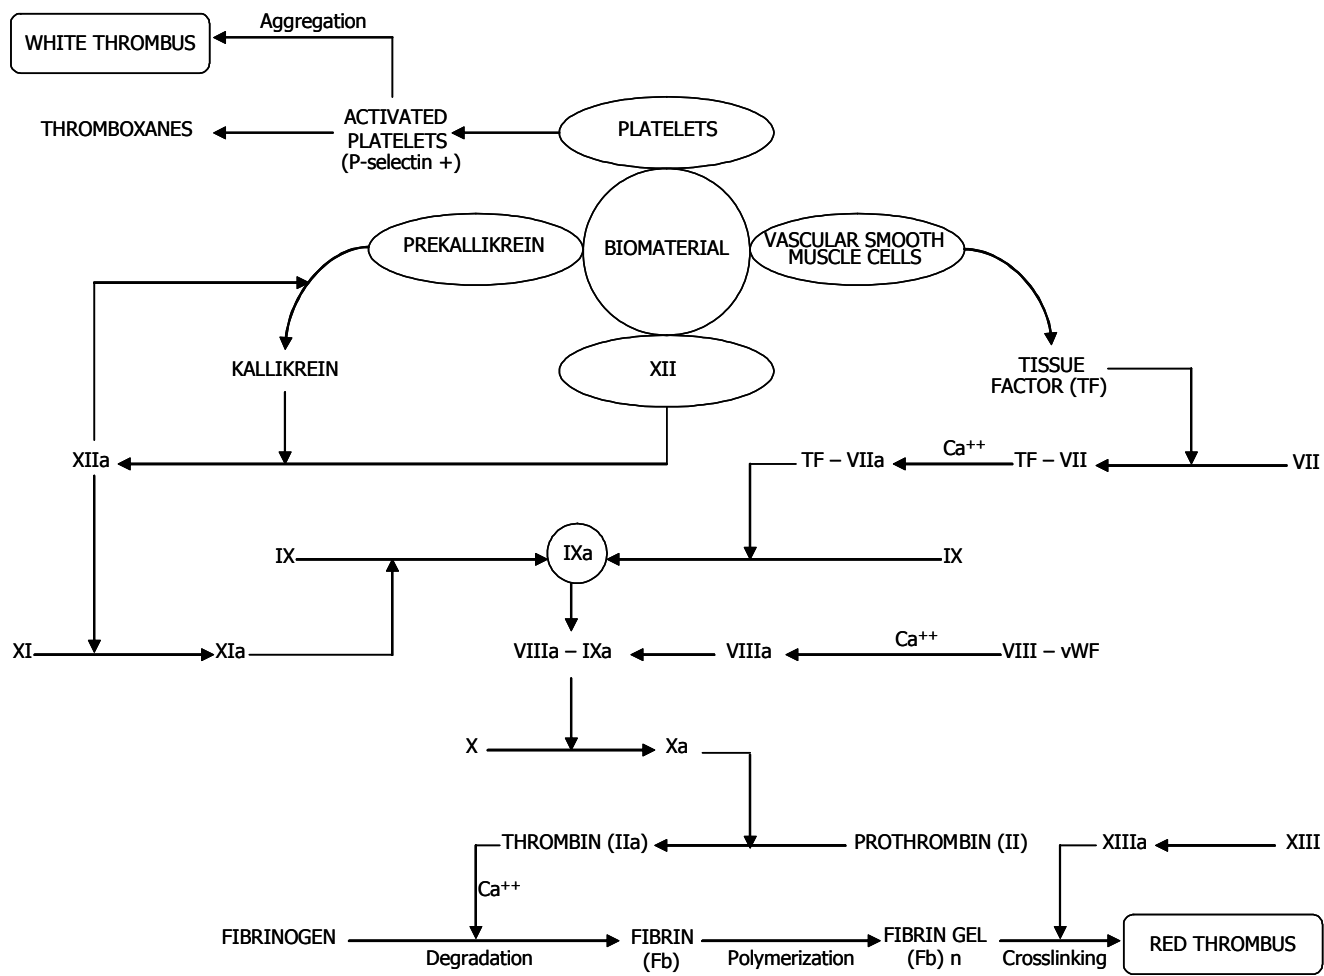 Aggregation
WHITE THROMBUS
THROMBOXANES
ACTIVATED
PLATELETS
(P-selectin +)
PLATELETS
PREKALLIKREIN
BIOMATERIAL
VASCULAR SMOOTH
MUSCLE CELLS
KALLIKREIN
XII
TISSUE
FACTOR (TF)
XIIa
TF – VIIa
Ca++
TF – VII
VII
IX
IXa
IX
XI
XIa
VIIIa – IXa
VIIIa
Ca++
VIII – vWF
X
Xa
THROMBIN (IIa)
PROTHROMBIN (II)
XIIIa
XIII
Ca++
FIBRINOGEN
Degradation
FIBRIN
(Fb)
Polymerization
FIBRIN GEL
(Fb) n
Crosslinking
RED THROMBUS